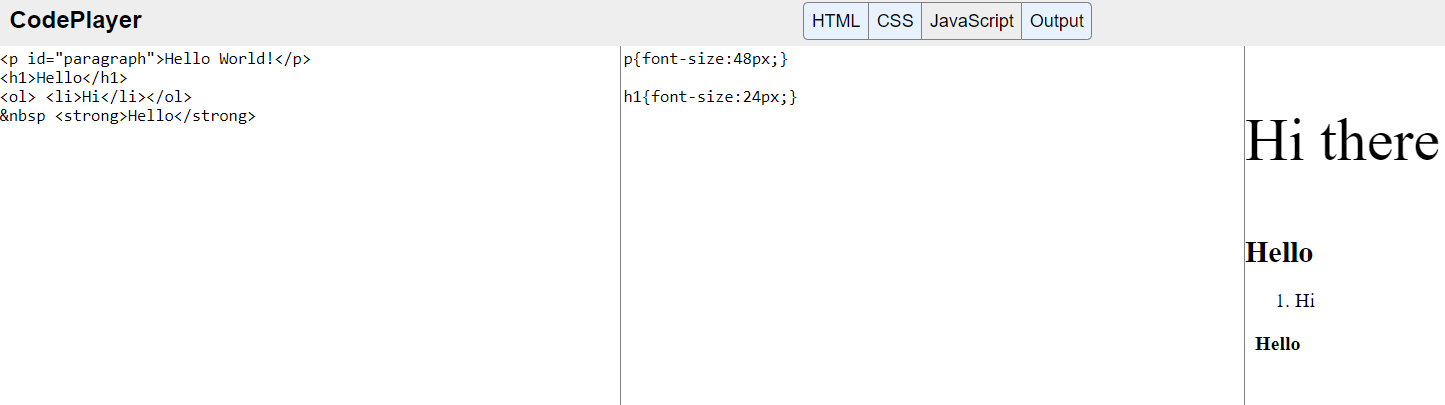 CodePlayer
HTML CSS JavaScript Output
<p id="paragraph">Hello World!</p>
<h1>Hello</h1>
<ol> <li>Hi</li></ol>
&nbsp <strong>Hello</strong>
p{font-size:48px;}
h1{font-size:24px;}
Hi there
Hello
1. Hi
Hello